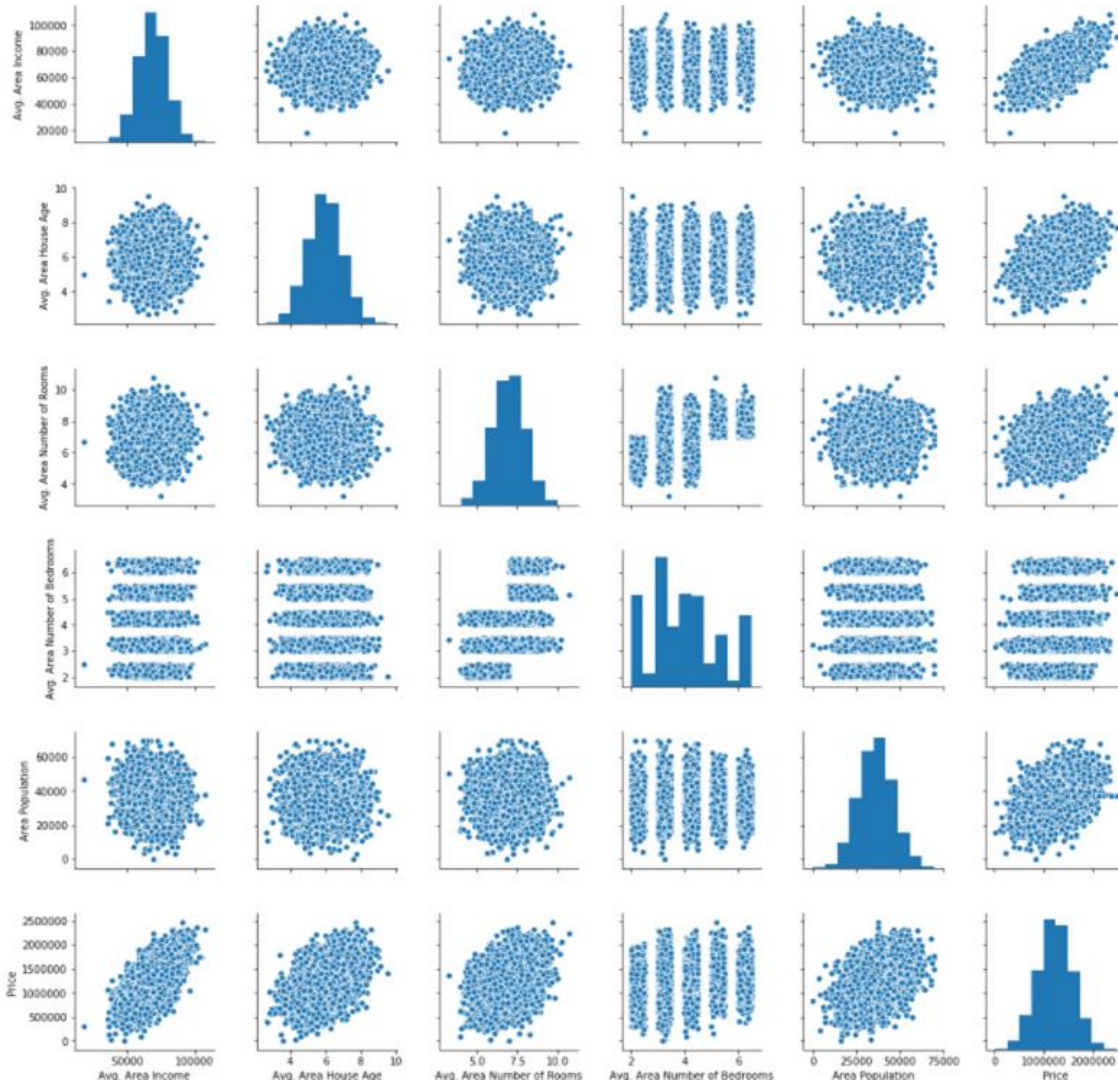 100000
80000
60000
40000
20000
Avg. Area Income
10
8
6
4
Avg. Area House Age
10
8
6
4
Avg. Area Number of Rooms
6
5
4
3
2
Avg. Area Number of Bedrooms
60000
40000
20000
0
Area Population
2500000
2000000
1500000
1000000
500000
0
Price
50000 100000
4 6 8 10
5.0 7.5 10.0
2 4 6
0 25000 50000 75000
0 1000000 2000000
Avg. Area Income
Avg. Area House Age
Avg. Area Number of Rooms
Avg. Area Number of Bedrooms
Area Population
Price